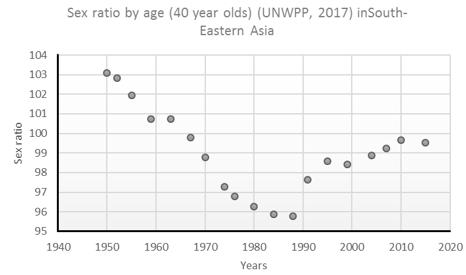 Sex ratio by age (40 year olds) (UNWPP, 2017) inSouth-
Eastern Asia
104
103
102
101
100
99
98
97
96
95
Sex ratio
1940 1950 1960 1970 1980 1990 2000 2010 2020
Years